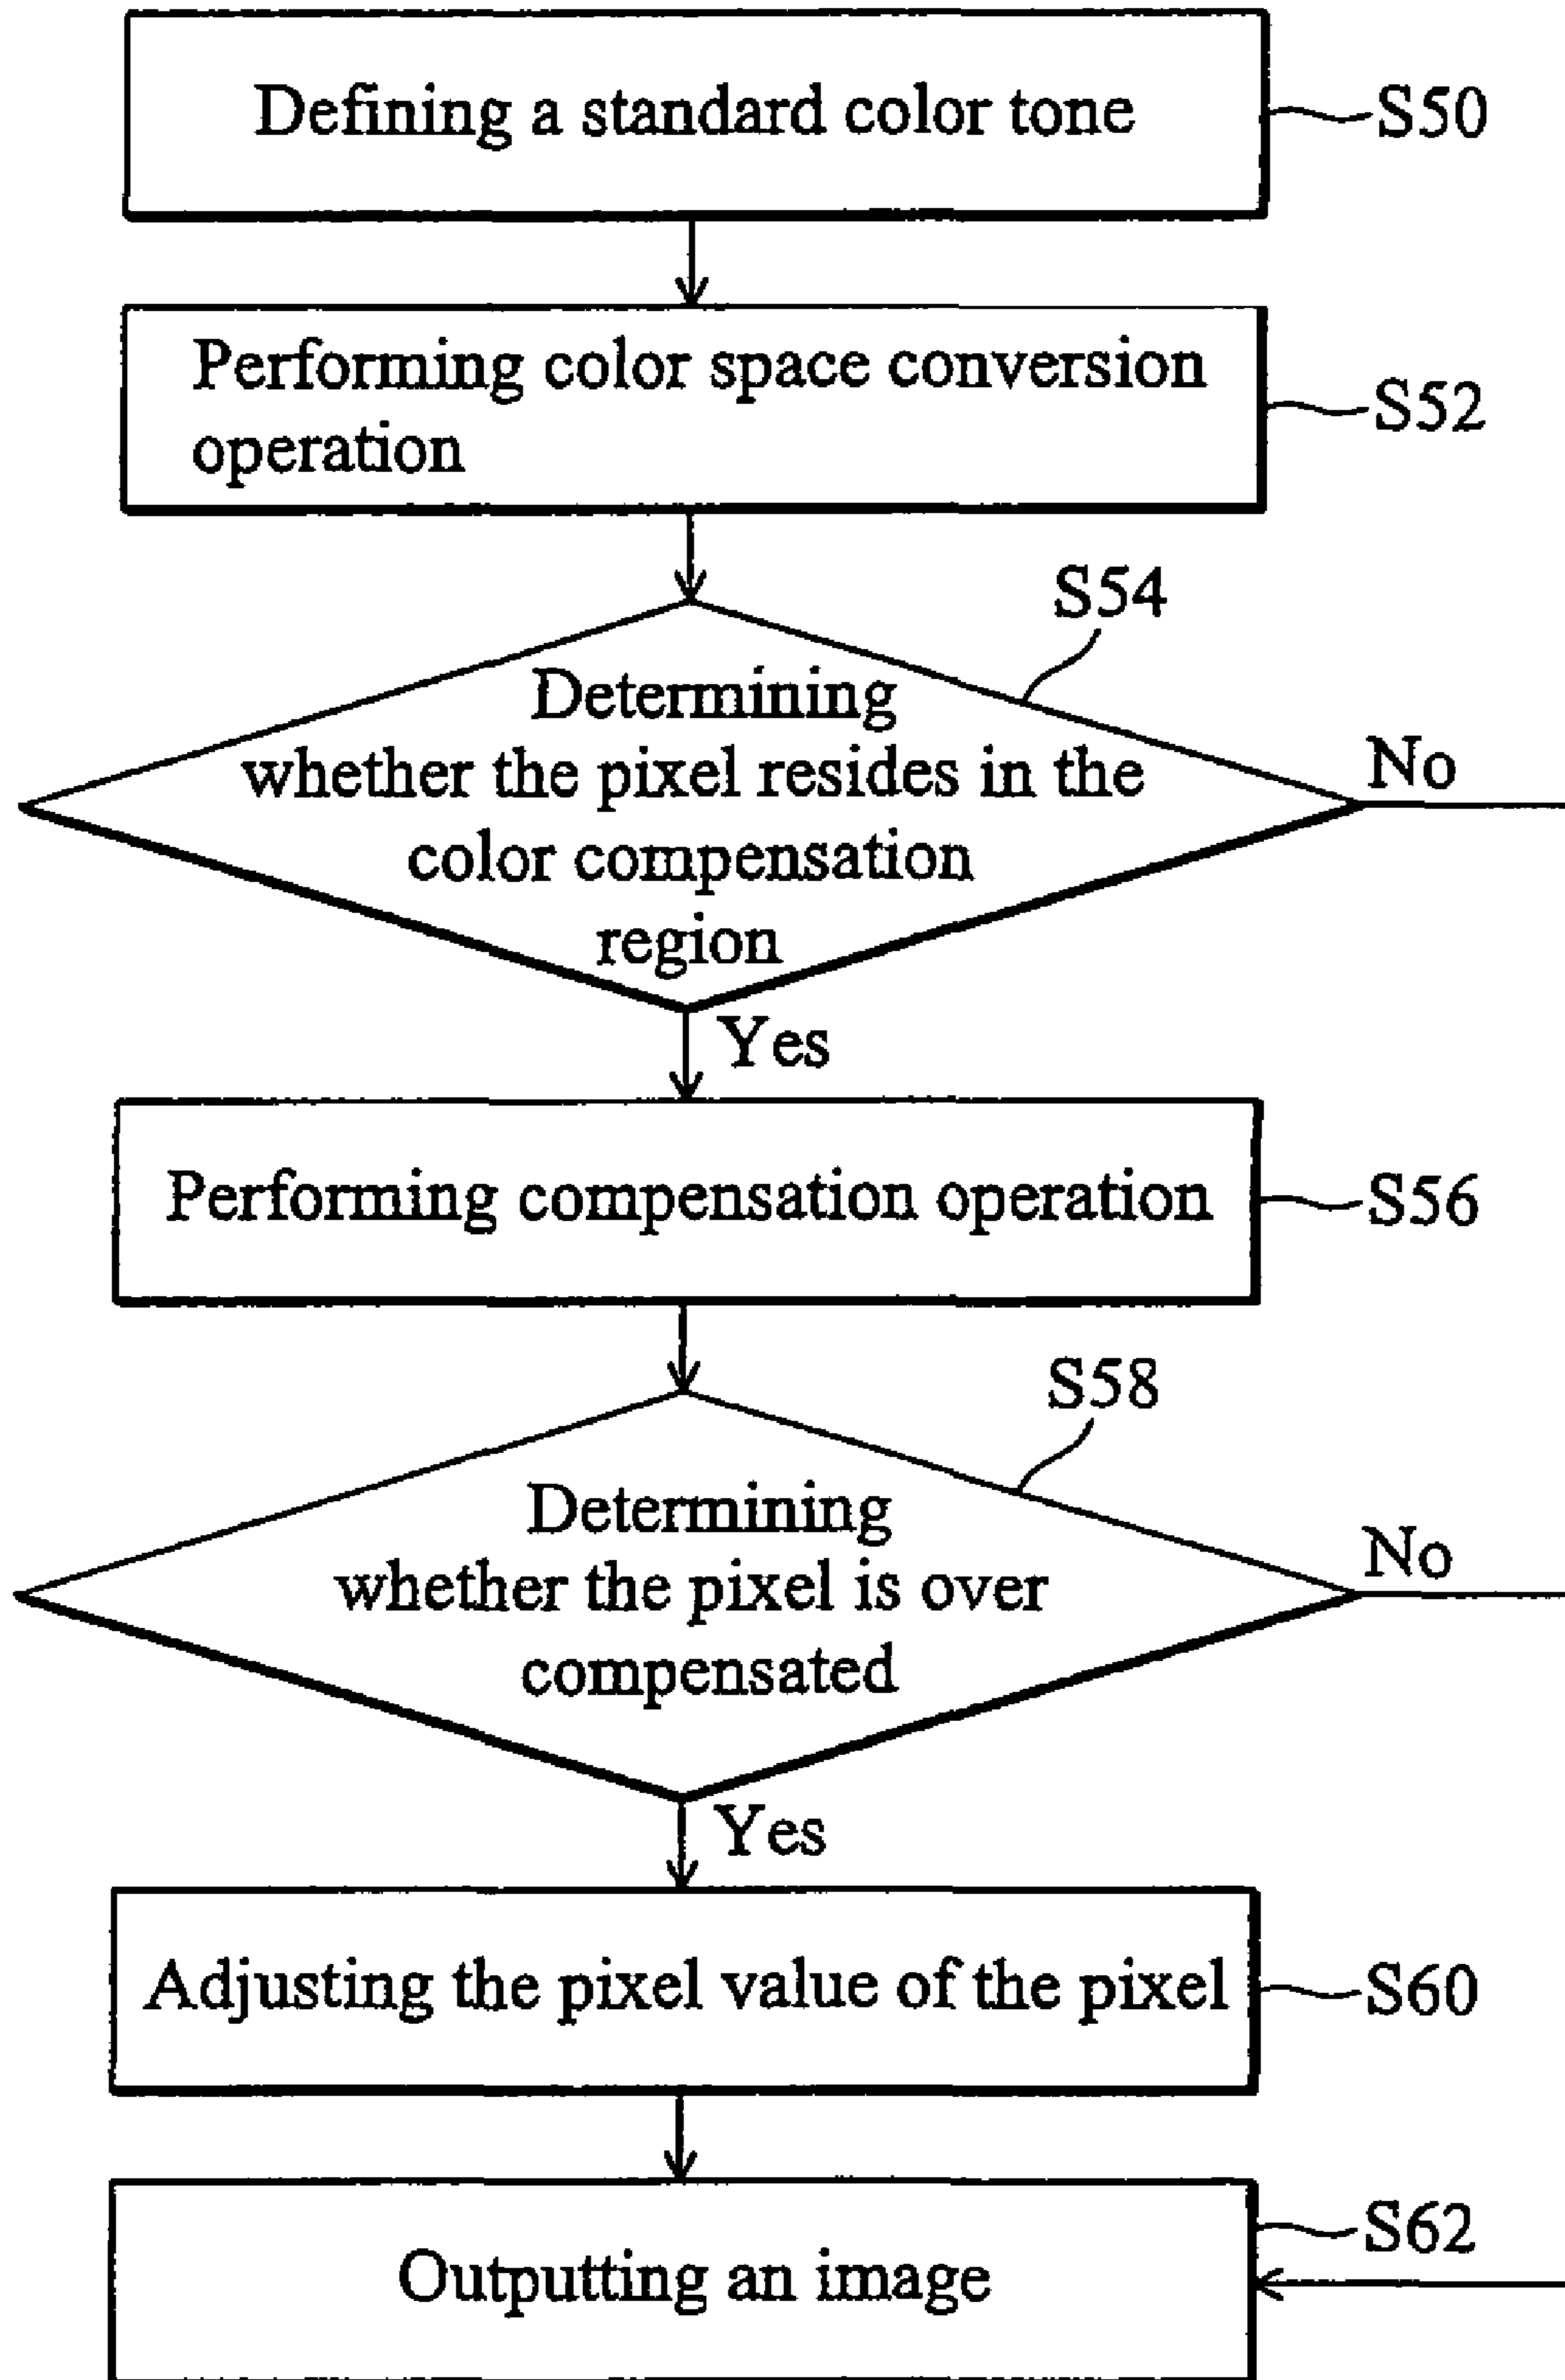 Defining a standard color tone
S50
Performing color space conversion
operation
S52
S54
Determining
whether the pixel resides in the
color compensation
region
No
Yes
Performing compensation operation
S56
S58
Determining
whether the pixel is over
compensated
No
Yes
Adjusting the pixel value of the pixel
S60
Outputting an image
S62